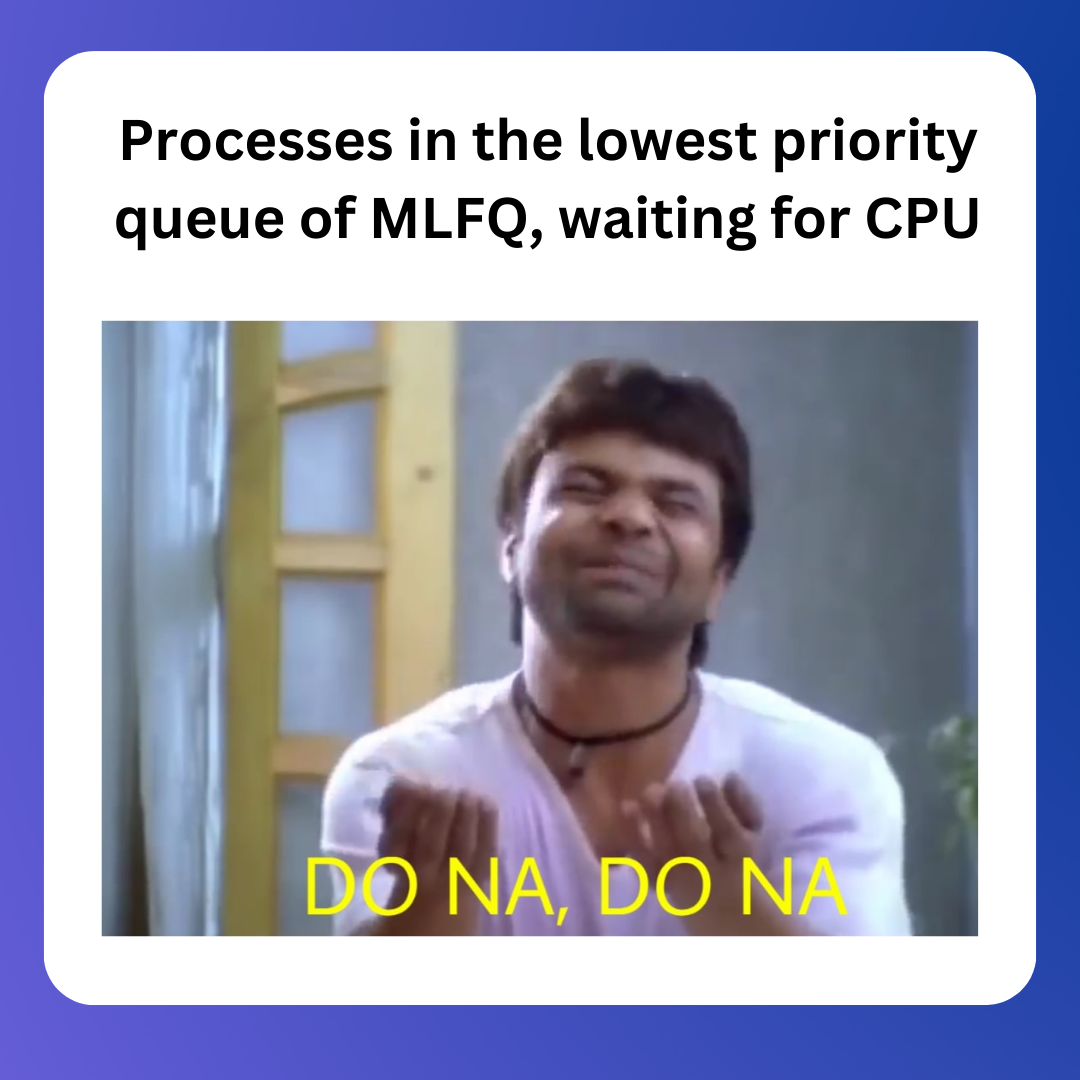 Processes in the lowest priority
queue of MLFQ, waiting for CPU
DO NA, DO NA